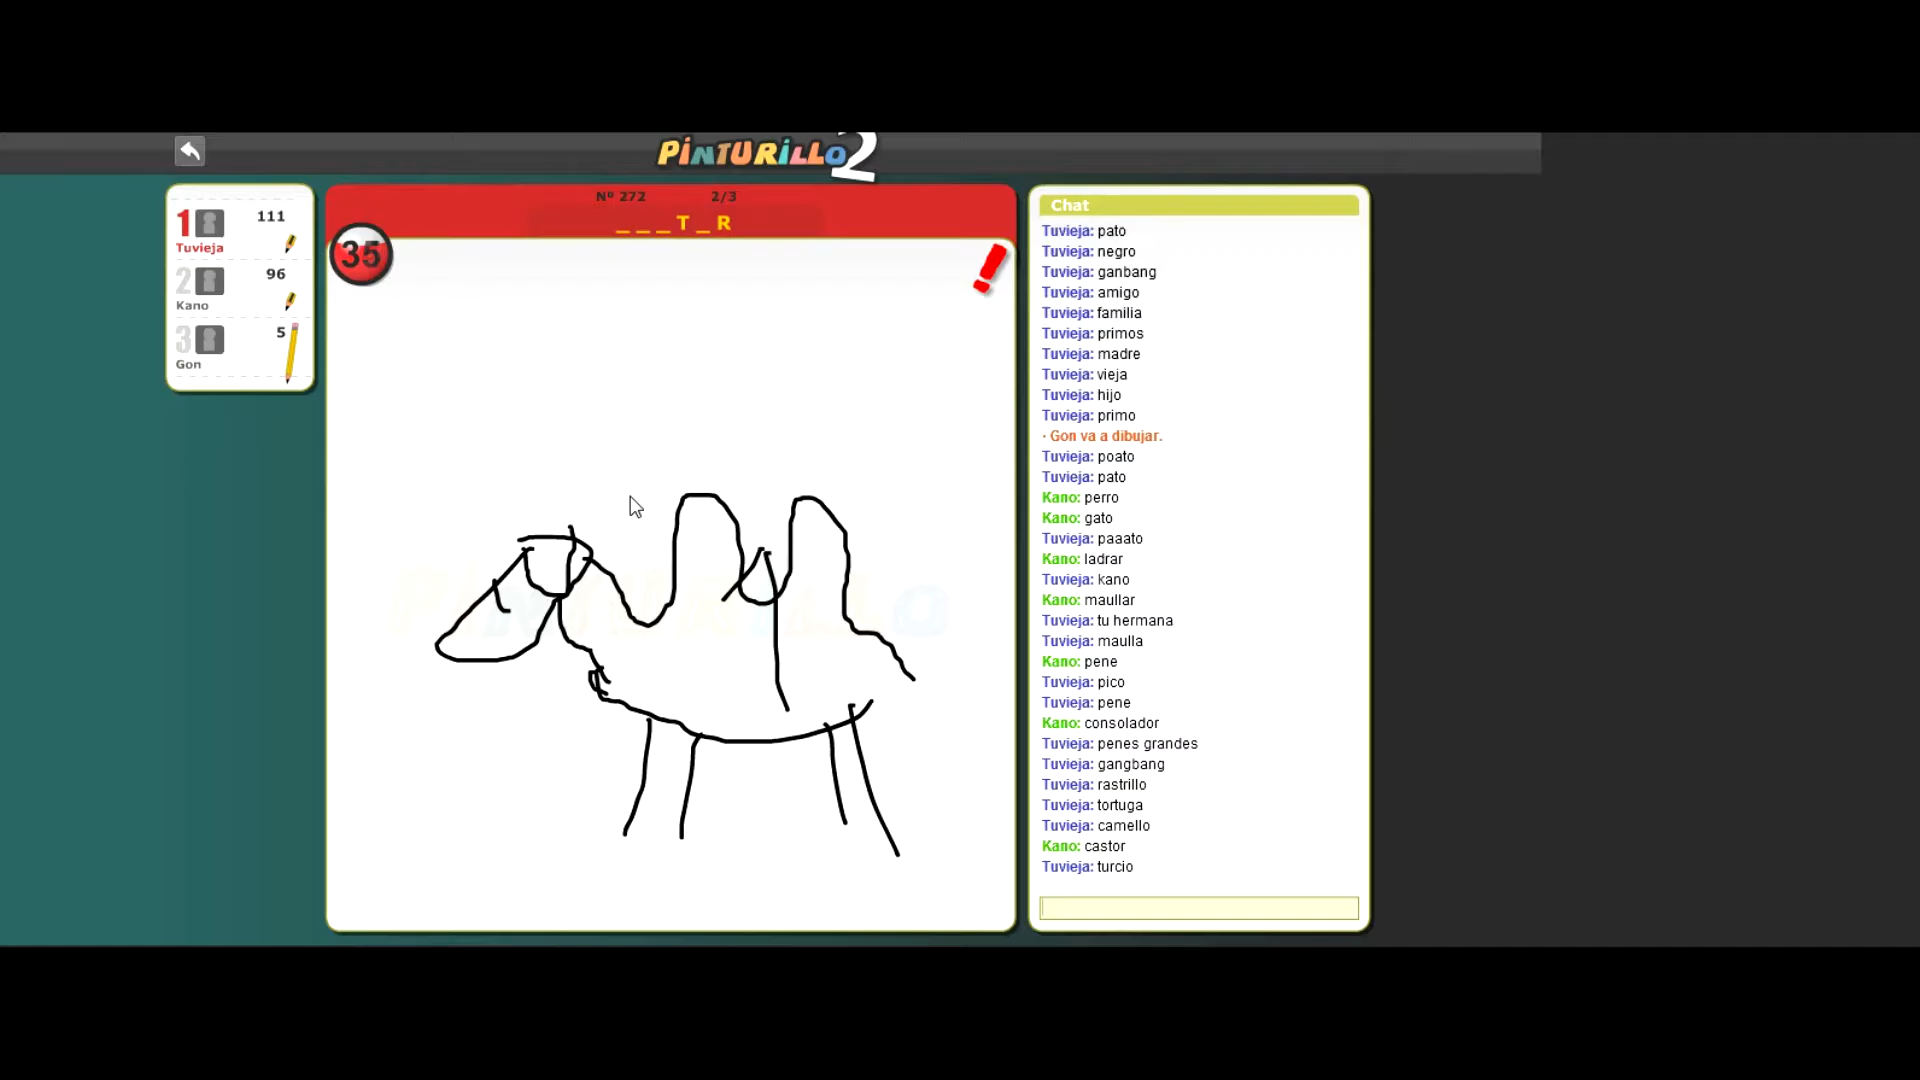 PiNTURiLLO2
Nº 272 2/3
_ _ _ T _ R
35
1 111
Tuvieja
2 96
Kano
3 5
Gon
PiNTURiLLO
Chat
Tuvieja: pato
Tuvieja: negro
Tuvieja: ganbang
Tuvieja: amigo
Tuvieja: familia
Tuvieja: primos
Tuvieja: madre
Tuvieja: vieja
Tuvieja: hijo
Tuvieja: primo
· Gon va a dibujar.
Tuvieja: poato
Tuvieja: pato
Kano: perro
Kano: gato
Tuvieja: paaato
Kano: ladrar
Tuvieja: kano
Kano: maullar
Tuvieja: tu hermana
Tuvieja: maulla
Kano: pene
Tuvieja: pico
Tuvieja: pene
Kano: consolador
Tuvieja: penes grandes
Tuvieja: gangbang
Tuvieja: rastrillo
Tuvieja: tortuga
Tuvieja: camello
Kano: castor
Tuvieja: turcio